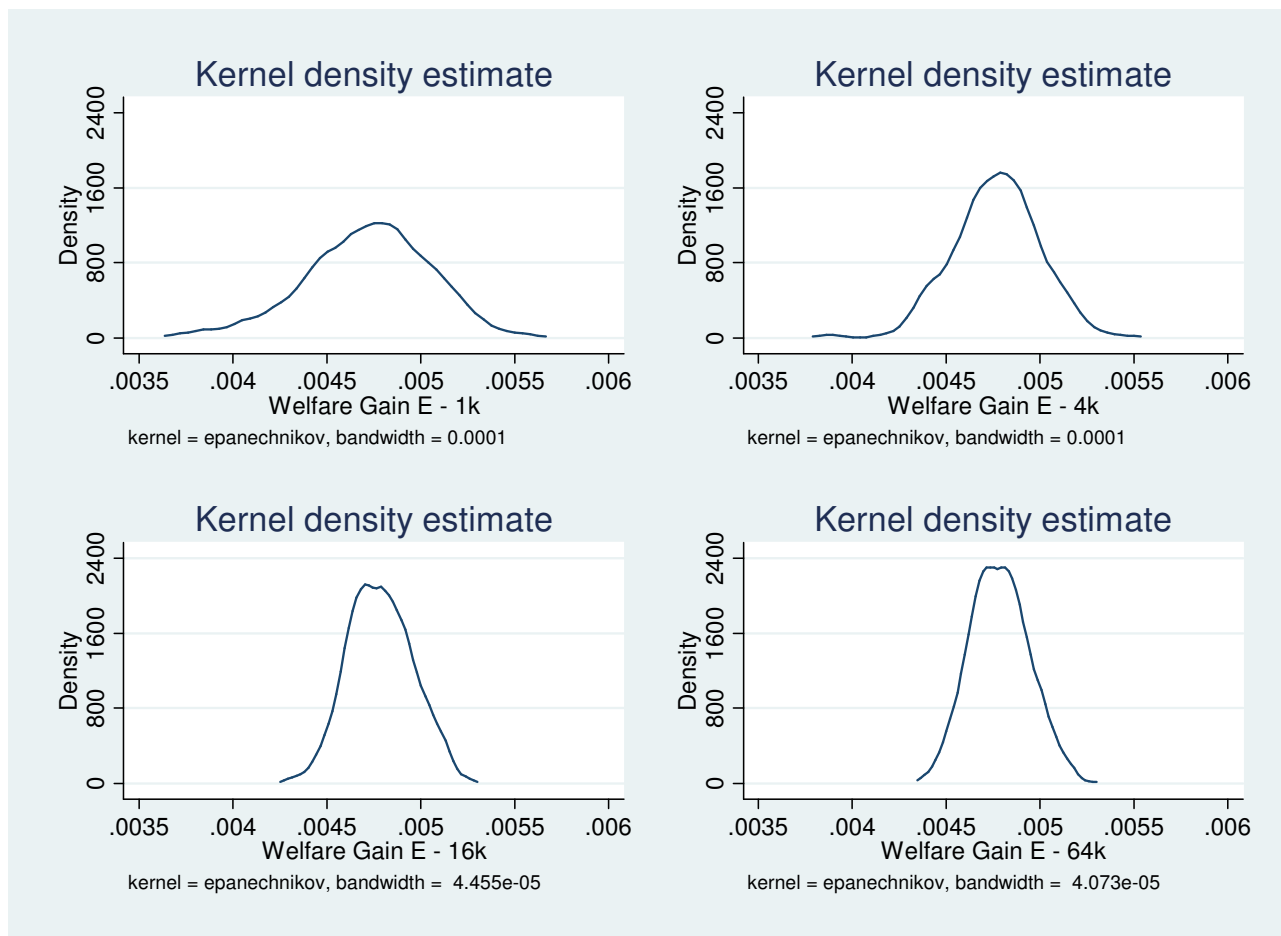 Kernel density estimate
Density
2400
1600
800
0
.0035 .004 .0045 .005 .0055 .006
Welfare Gain E - 1k
kernel = epanechnikov, bandwidth = 0.0001
Kernel density estimate
Density
2400
1600
800
0
.0035 .004 .0045 .005 .0055 .006
Welfare Gain E - 4k
kernel = epanechnikov, bandwidth = 0.0001
Kernel density estimate
Density
2400
1600
800
0
.0035 .004 .0045 .005 .0055 .006
Welfare Gain E - 16k
kernel = epanechnikov, bandwidth = 4.455e-05
Kernel density estimate
Density
2400
1600
800
0
.0035 .004 .0045 .005 .0055 .006
Welfare Gain E - 64k
kernel = epanechnikov, bandwidth = 4.073e-05